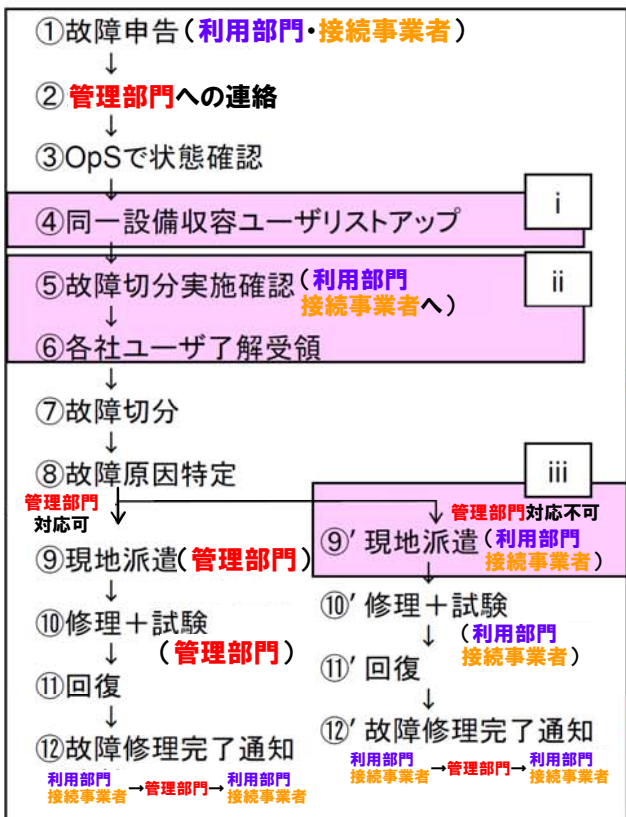 ①故障申告（利用部門・接続事業者）
↓
②管理部門への連絡
↓
③OpSで状態確認
↓
i
④同一設備収容ユーザリストアップ
↓
ii
⑤故障切分実施確認（利用部門
接続事業者へ）
↓
⑥各社ユーザ了解受領
↓
⑦故障切分
↓
⑧故障原因特定
管理部門
対応可
↓
⑨現地派遣（管理部門）
↓
⑩修理＋試験
（管理部門）
↓
⑪回復
↓
⑫故障修理完了通知
利用部門
接続事業者→管理部門→利用部門
接続事業者
iii
管理部門対応不可
⑨’現地派遣（利用部門
接続事業者）
↓
⑩’修理＋試験
↓（利用部門
接続事業者）
⑪’回復
↓
⑫’故障修理完了通知
利用部門
接続事業者→管理部門→利用部門
接続事業者